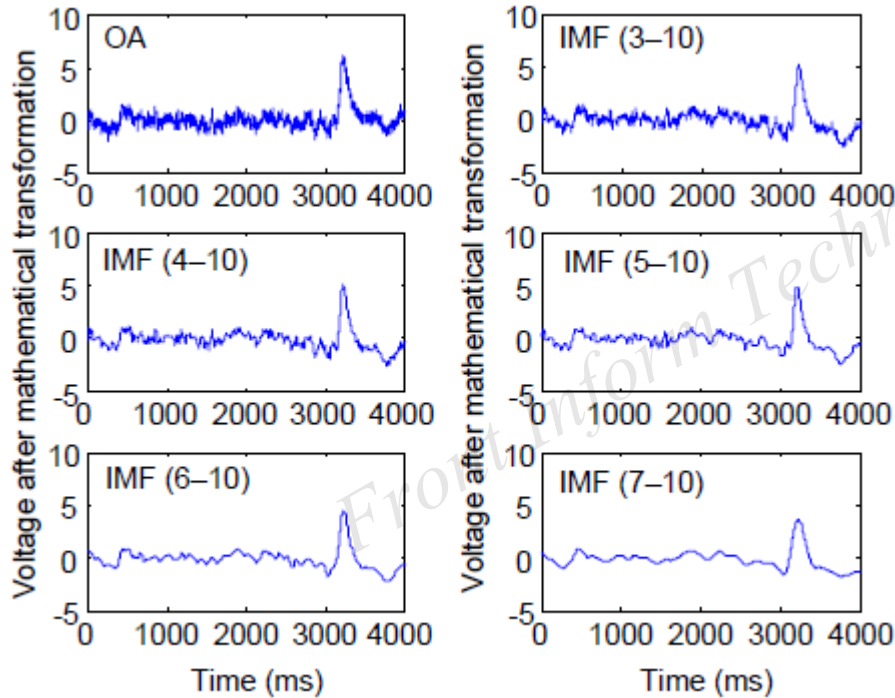 Voltage after mathematical transformation
10
5
0
-5
OA
0 1000 2000 3000 4000
10
5
0
-5
IMF (4–10)
0 1000 2000 3000 4000
10
5
0
-5
IMF (6–10)
0 1000 2000 3000 4000
Time (ms)
Voltage after mathematical transformation
10
5
0
-5
IMF (3–10)
0 1000 2000 3000 4000
10
5
0
-5
IMF (5–10)
0 1000 2000 3000 4000
10
5
0
-5
IMF (7–10)
0 1000 2000 3000 4000
Time (ms)
Front Inform Techn